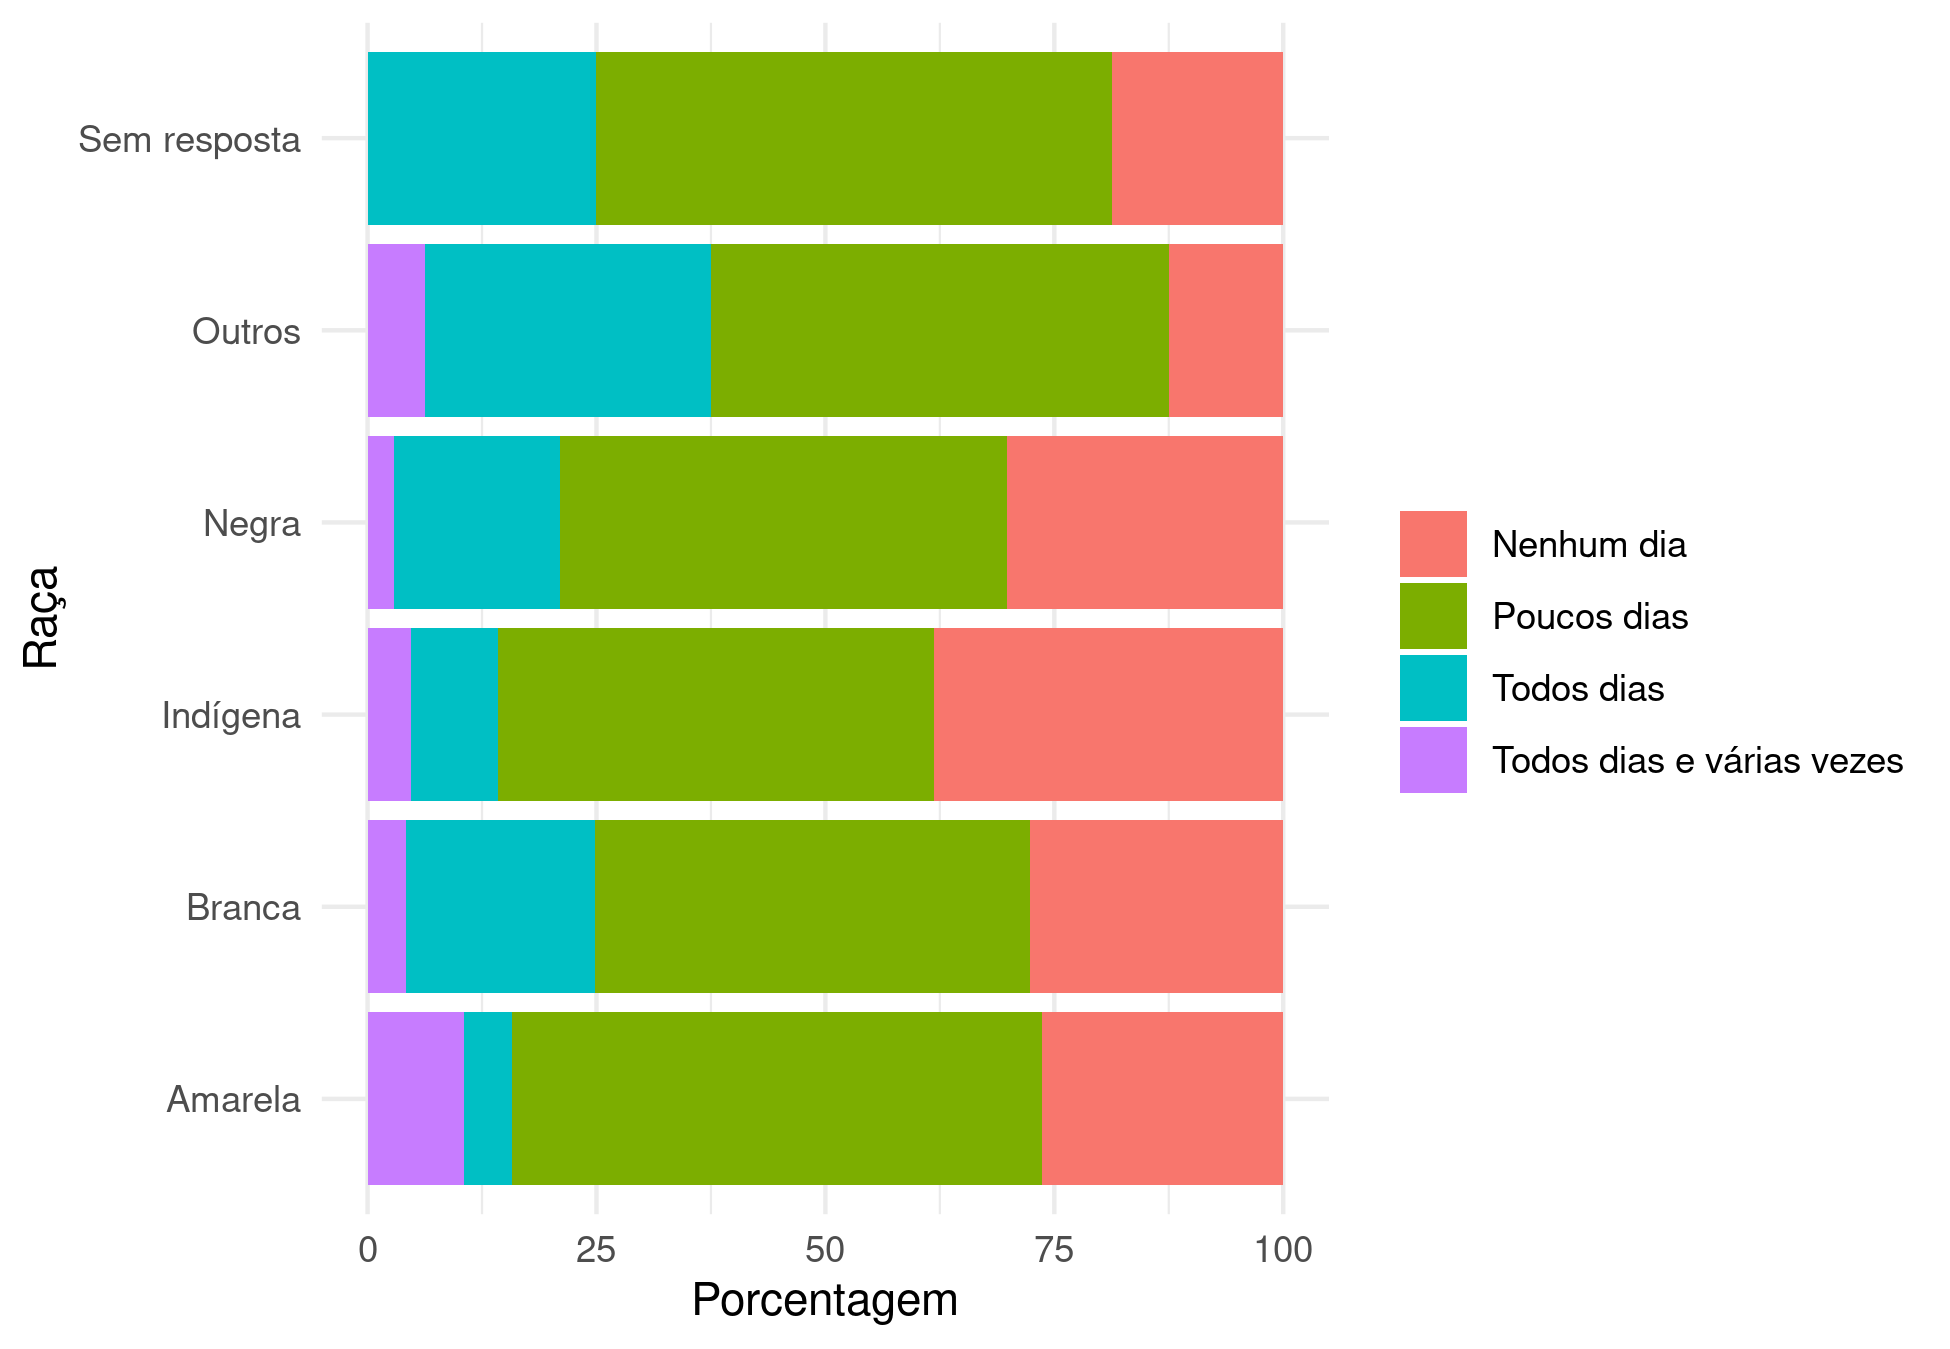 Sem resposta
Outros
Negra
Indígena
Branca
Amarela
Raça
0 25 50 75 100
Porcentagem
Nenhum dia
Poucos dias
Todos dias
Todos dias e várias vezes